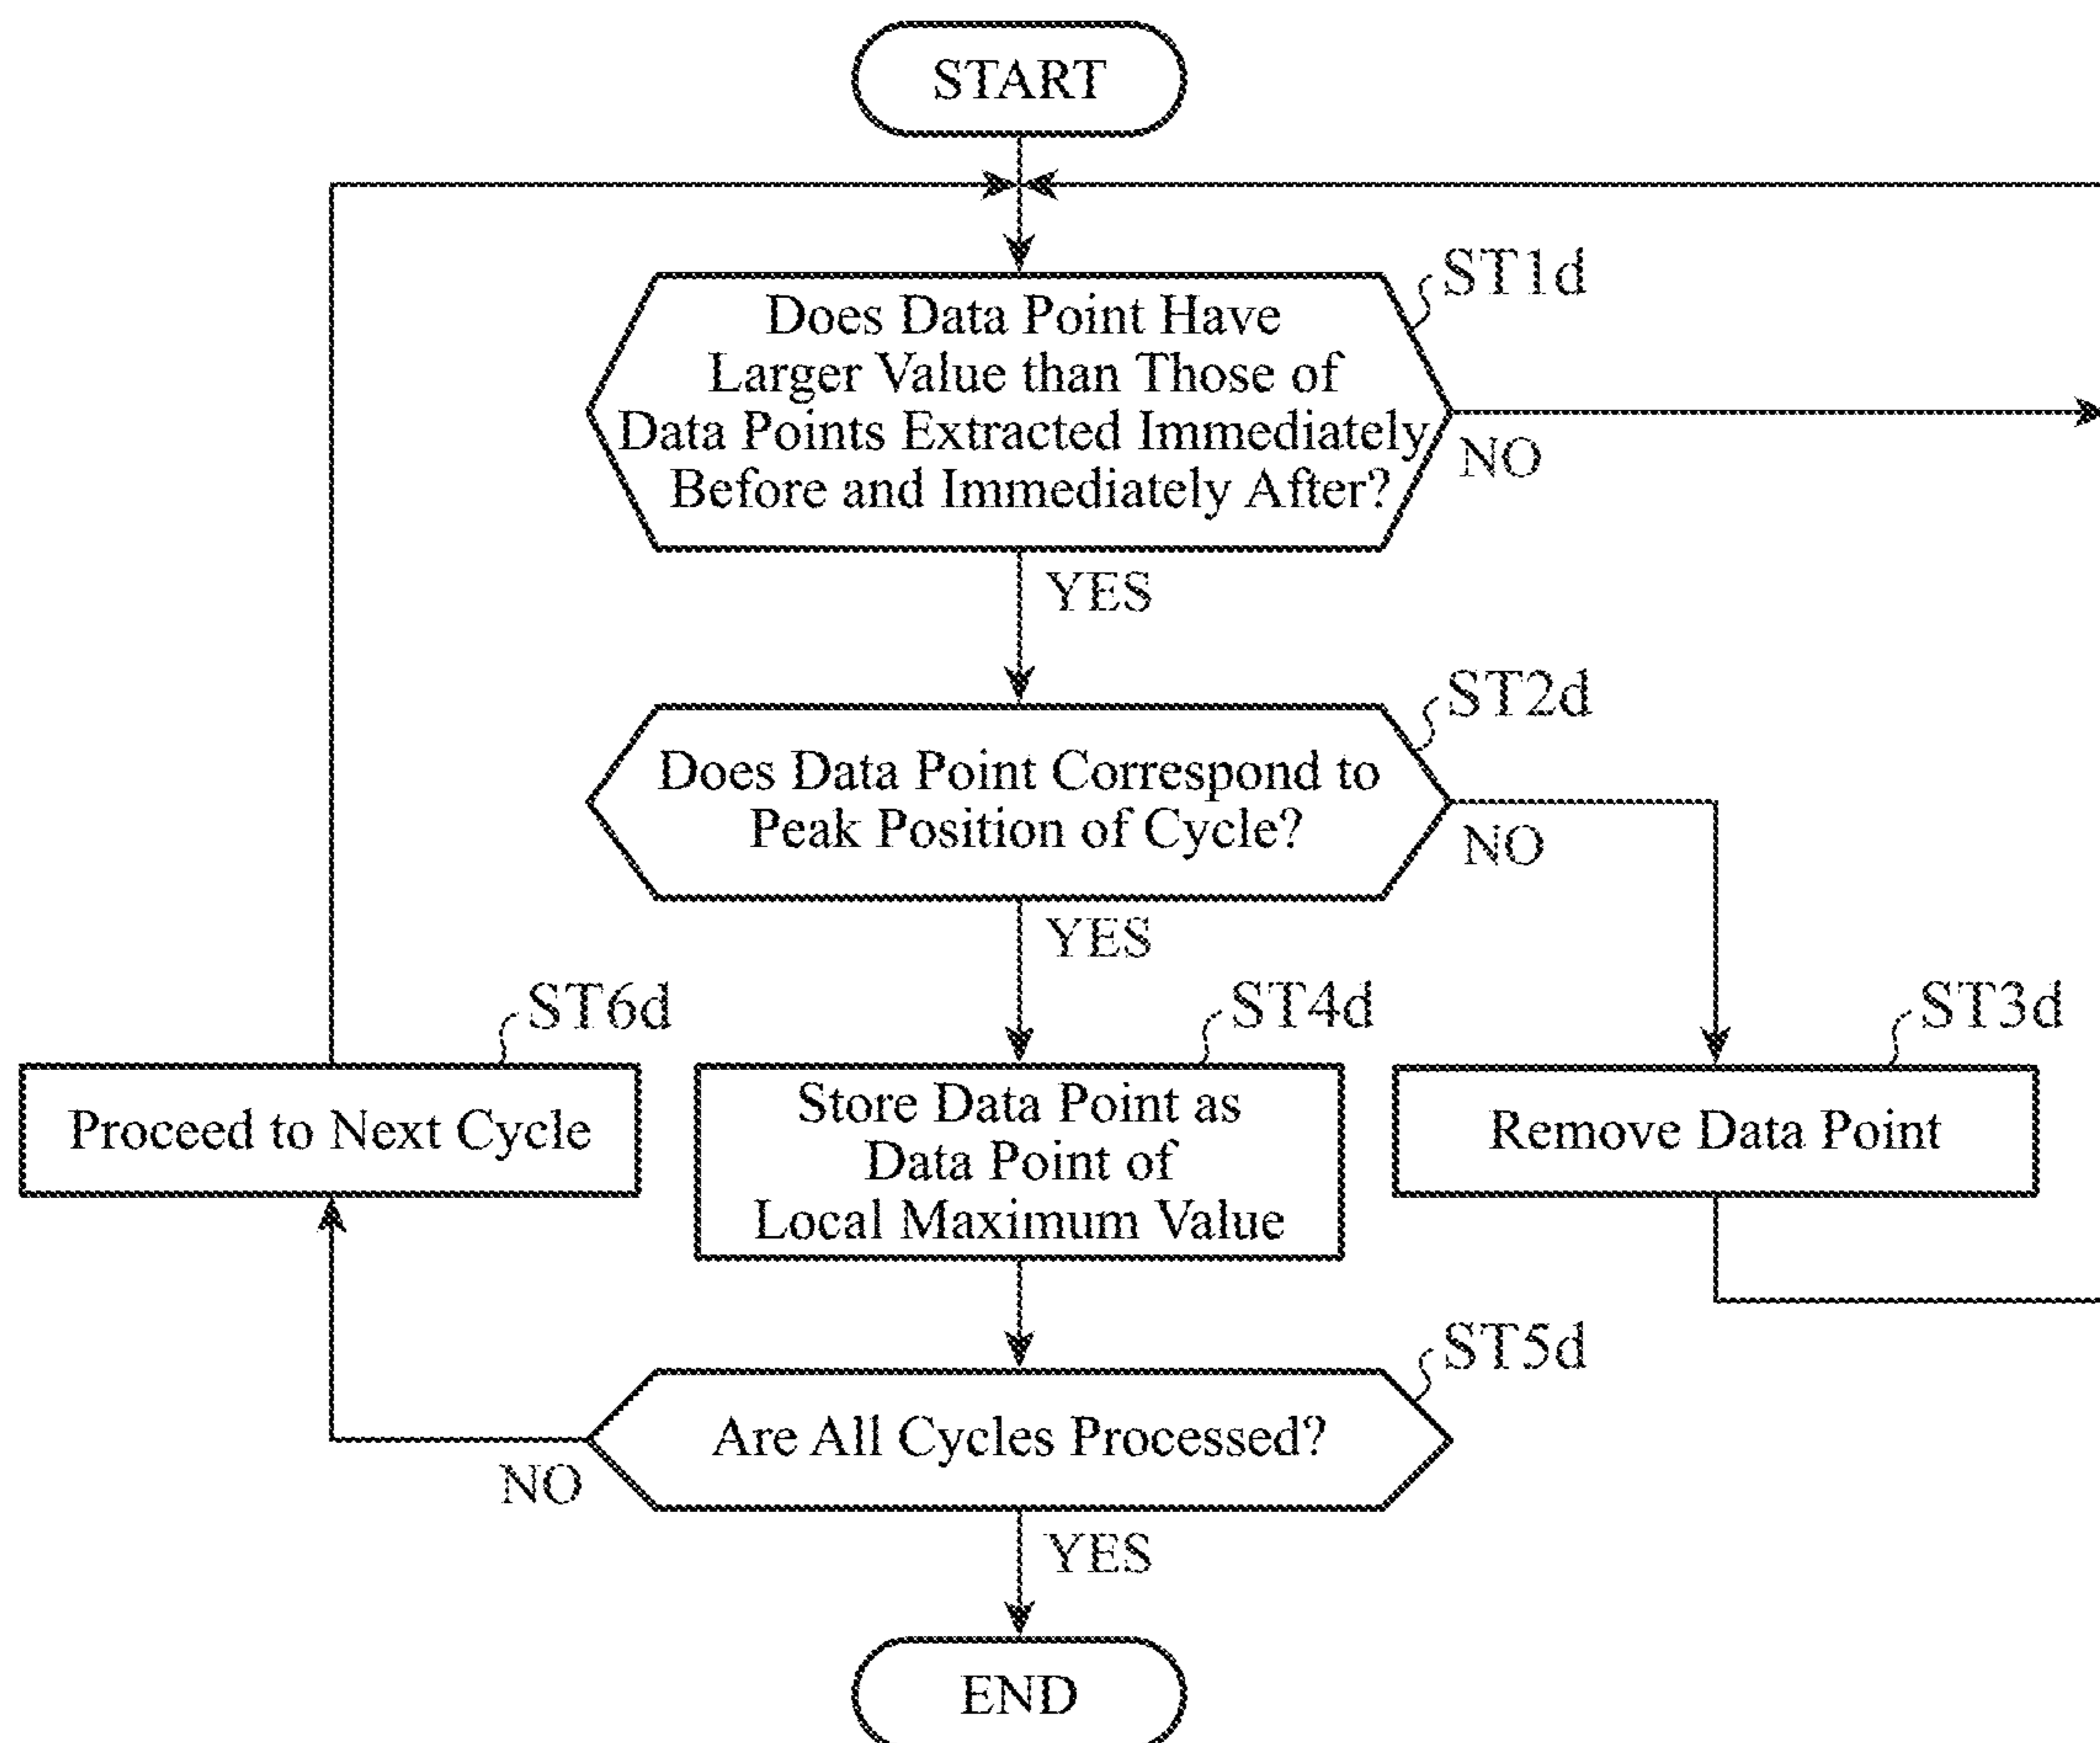 START
ST1d
Does Data Point Have
Larger Value than Those of
Data Points Extracted Immediately
Before and Immediately After?
NO
YES
ST2d
Does Data Point Correspond to
Peak Position of Cycle?
NO
YES
ST6d
Proceed to Next Cycle
ST4d
Store Data Point as
Data Point of
Local Maximum Value
ST3d
Remove Data Point
ST5d
Are All Cycles Processed?
NO
YES
END